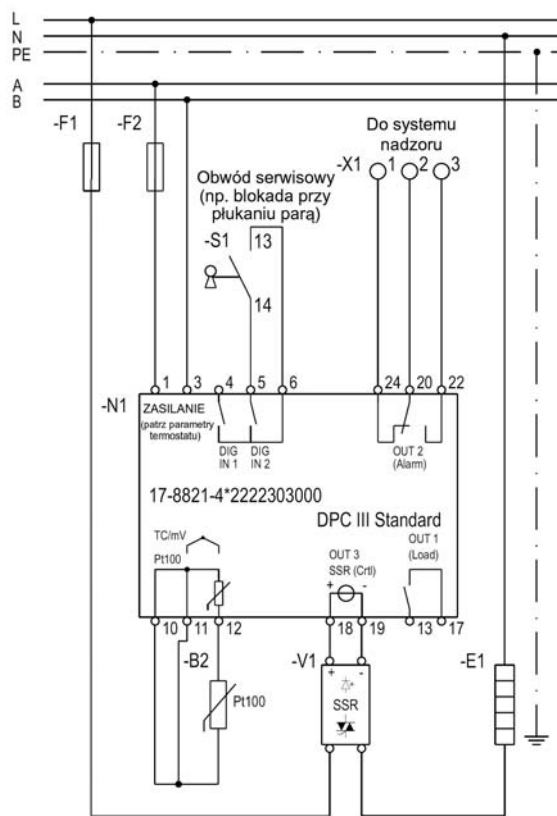 L
N
PE
A
B
-F1
-F2
Do systemu
nadzoru
-X1 1 2 3
Obwód serwisowy
(np. blokada przy
płukaniu parą)
-S1 13
14
1 3 4 5 6 24 20 22
-N1
ZASILANIE
(patrz parametry
termostatu)
DIG
IN 1
DIG
IN 2
OUT 2
(Alarm)
17-8821-4*2222303000
DPC III Standard
TC/mV
Pt100
OUT 3
SSR (Crtl)
+ -
OUT 1
(Load)
10 11 12 18 19 13 17
-B2
Pt100
-V1
+ -
SSR
-E1